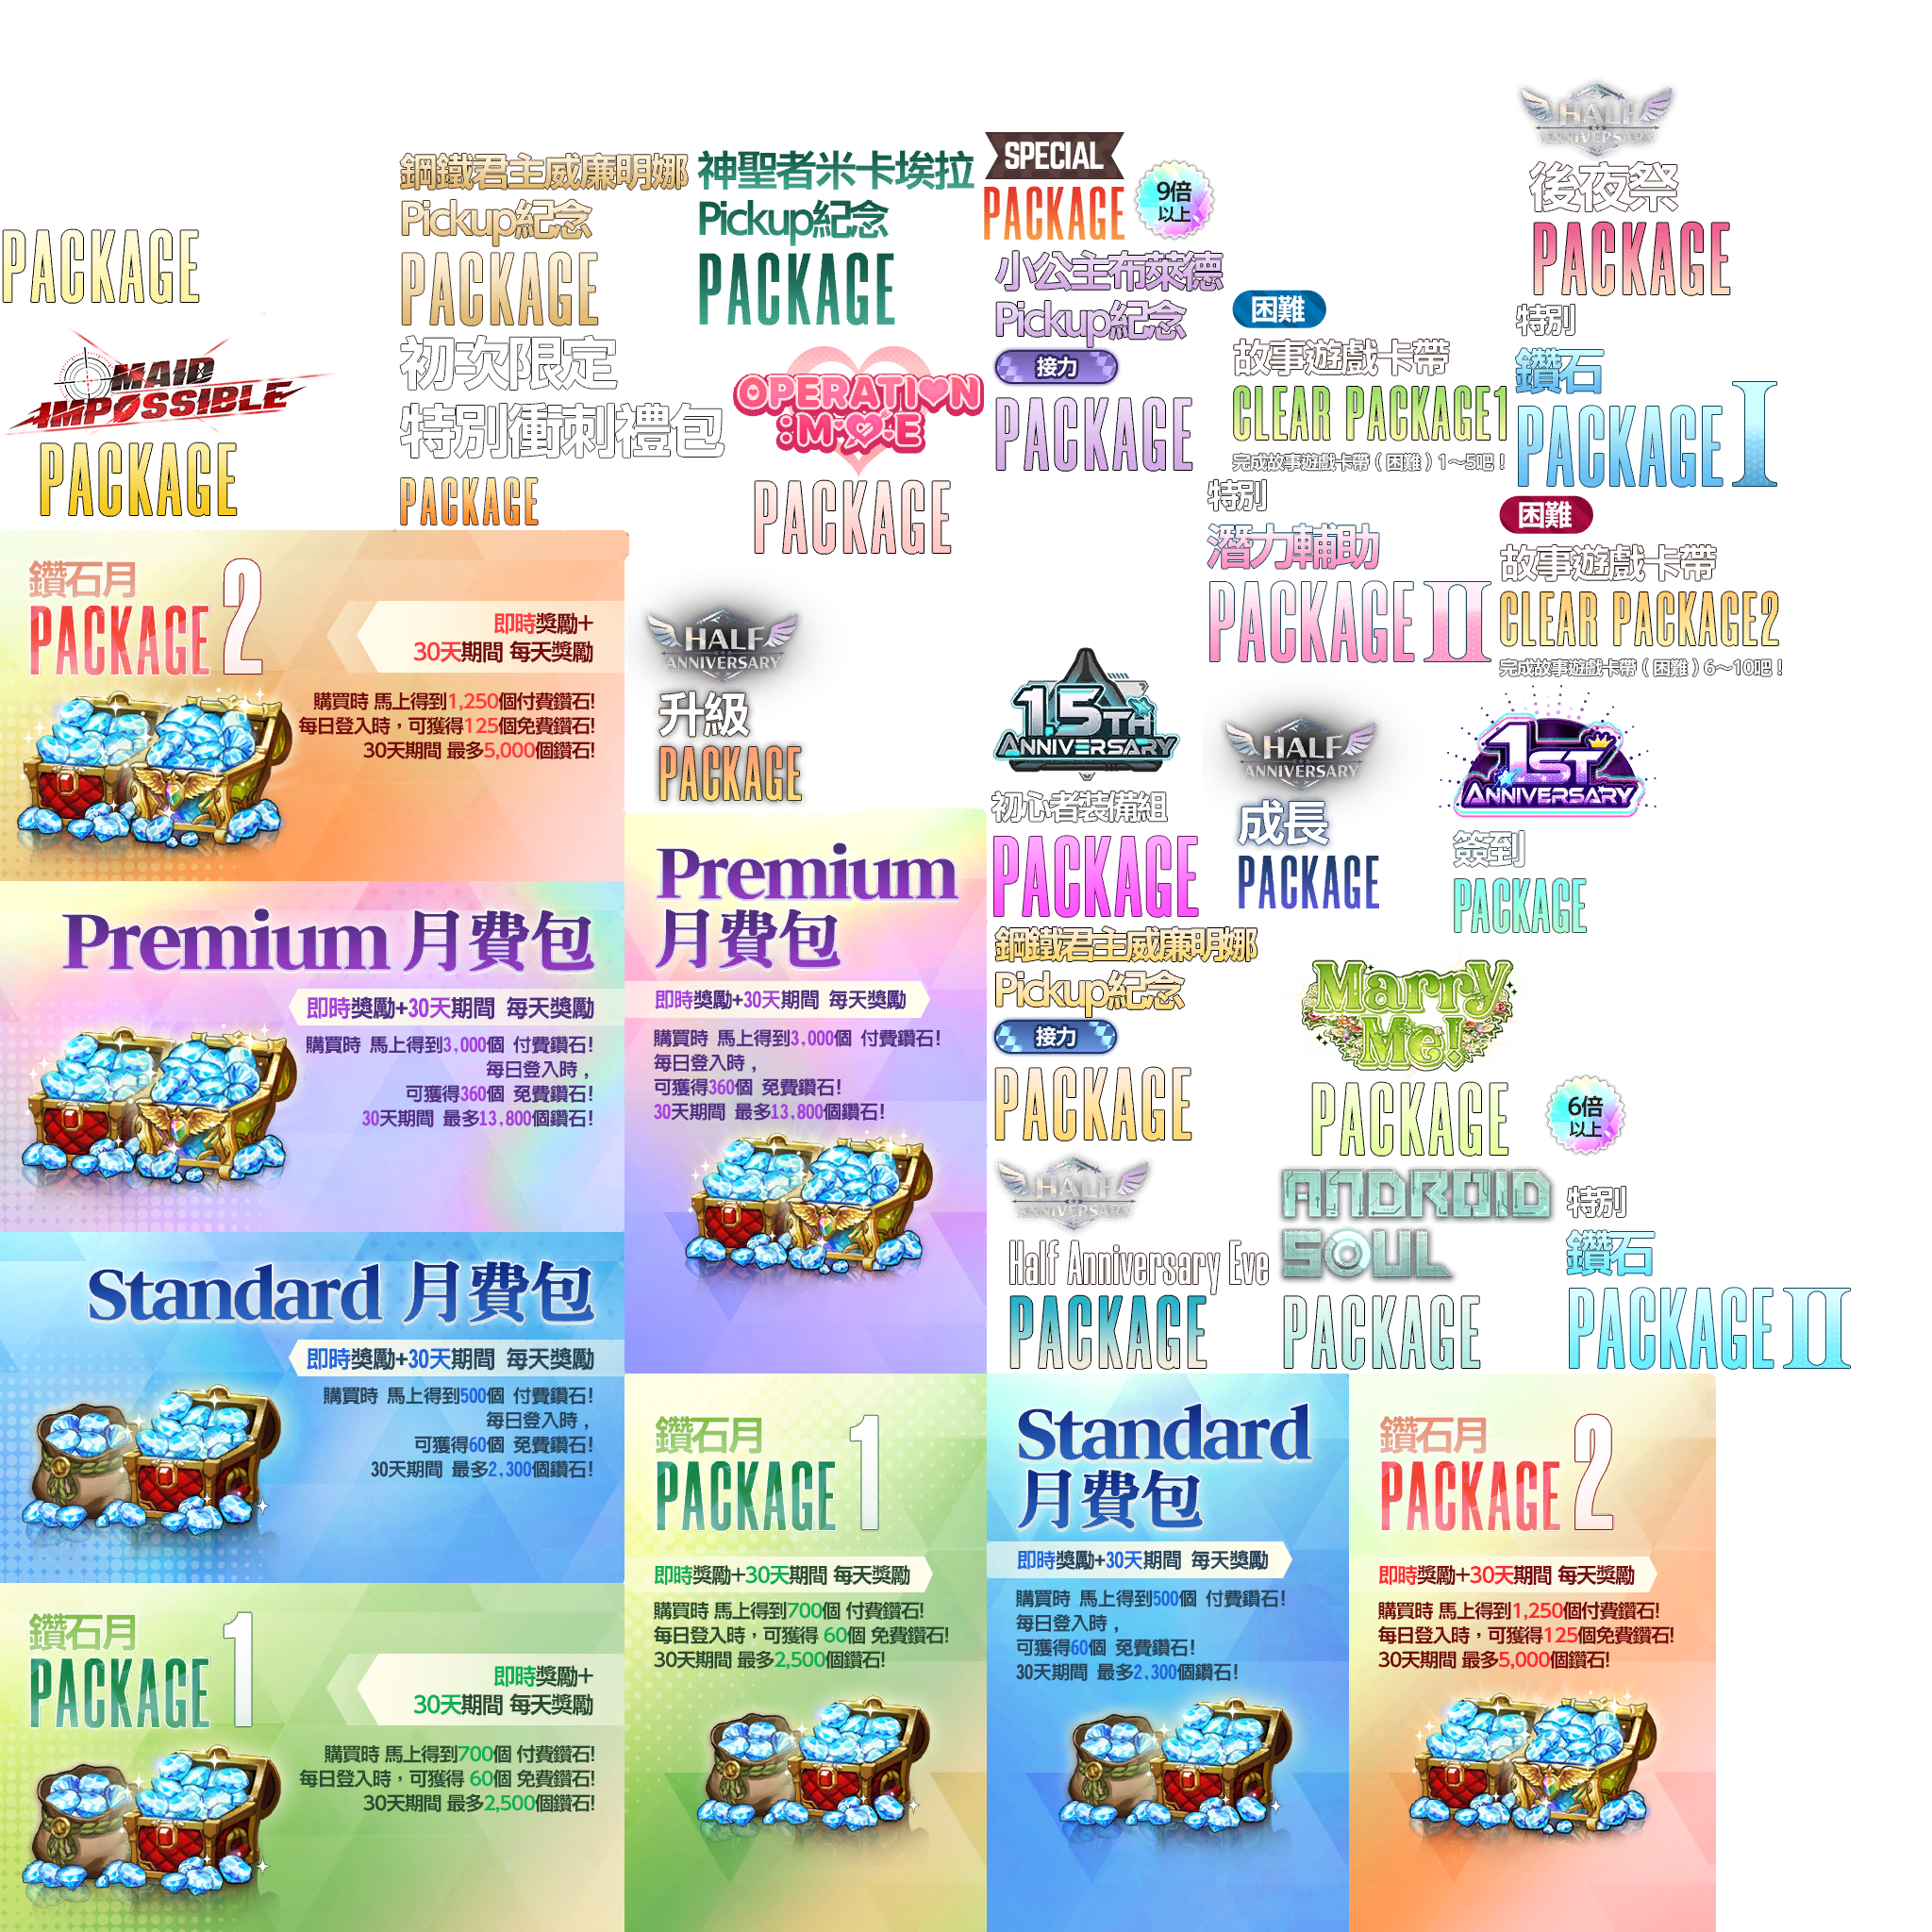 PACKAGE
MAID
IMPOSSIBLE
PACKAGE
鋼鐵君主威廉明娜
Pickup紀念
PACKAGE
初次限定
特別衝刺禮包
PACKAGE
神聖者米卡埃拉
Pickup紀念
PACKAGE
OPERATION
:MOE
PACKAGE
SPECIAL
PACKAGE
9倍
以上
小公主布萊德
Pickup紀念
接力
PACKAGE
困難
故事遊戲卡帶
CLEAR PACKAGE1
完成故事遊戲卡帶(困難)1～5吧!
特別
潛力輔助
PACKAGE II
HALF
ANNIVERSARY
後夜祭
PACKAGE
特別
鑽石
PACKAGE I
困難
故事遊戲卡帶
CLEAR PACKAGE2
完成故事遊戲卡帶(困難)6～10吧!
鑽石月
PACKAGE 2
即時獎勵+
30天期間 每天獎勵
購買時 馬上得到1,250個付費鑽石!
每日登入時，可獲得125個免費鑽石!
30天期間 最多5,000個鑽石!
HALF
ANNIVERSARY
升級
PACKAGE
1.5TH
ANNIVERSARY
初心者裝備組
PACKAGE
HALF
ANNIVERSARY
成長
PACKAGE
1ST
ANNIVERSARY
簽到
PACKAGE
Premium 月費包
即時獎勵+30天期間 每天獎勵
購買時 馬上得到3,000個 付費鑽石!
每日登入時，
可獲得360個 免費鑽石!
30天期間 最多13,800個鑽石!
Premium
月費包
即時獎勵+30天期間 每天獎勵
購買時 馬上得到3,000個 付費鑽石!
每日登入時，
可獲得360個 免費鑽石!
30天期間 最多13,800個鑽石!
鋼鐵君主威廉明娜
Pickup紀念
接力
PACKAGE
Marry
Me!
PACKAGE
6倍
以上
HALF
ANNIVERSARY
Half Anniversary Eve
PACKAGE
ANDROID
SOUL
PACKAGE
特別
鑽石
PACKAGE II
Standard 月費包
即時獎勵+30天期間 每天獎勵
購買時 馬上得到500個 付費鑽石!
每日登入時，
可獲得60個 免費鑽石!
30天期間 最多2,300個鑽石!
鑽石月
PACKAGE 1
即時獎勵+
30天期間 每天獎勵
購買時 馬上得到700個 付費鑽石!
每日登入時，可獲得 60個 免費鑽石!
30天期間 最多2,500個鑽石!
鑽石月
PACKAGE 1
即時獎勵+30天期間 每天獎勵
購買時 馬上得到700個 付費鑽石!
每日登入時，可獲得 60個 免費鑽石!
30天期間 最多2,500個鑽石!
Standard
月費包
即時獎勵+30天期間 每天獎勵
購買時 馬上得到500個 付費鑽石!
每日登入時，
可獲得60個 免費鑽石!
30天期間 最多2,300個鑽石!
鑽石月
PACKAGE 2
即時獎勵+30天期間 每天獎勵
購買時 馬上得到1,250個付費鑽石!
每日登入時，可獲得 125個免費鑽石!
30天期間 最多5,000個鑽石!